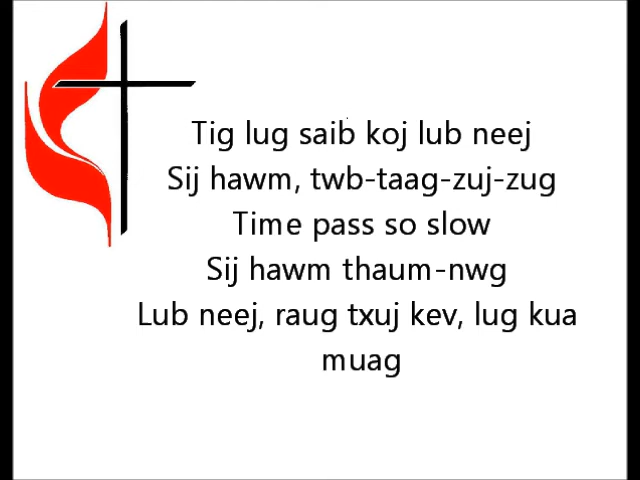 Tig lug saib koj lub neej
Sij hawm, twb-taag-zuj-zug
Time pass so slow
Sij hawm thaum-nwg
Lub neej, raug txuj kev, lug kua
muag